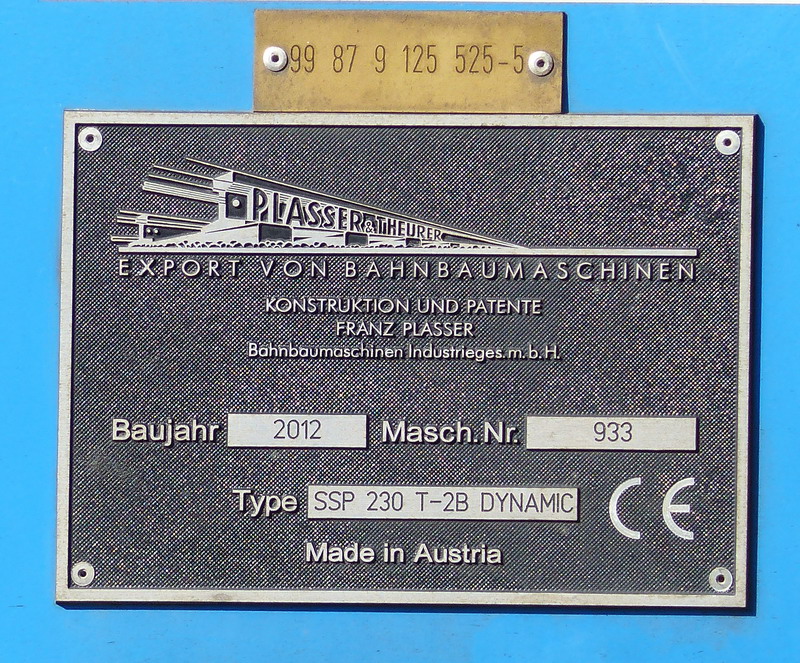 99 87 9 125 525-5
PLASSER & THEURER
EXPORT VON BAHNBAUMASCHINEN
KONSTRUKTION UND PATENTE
FRANZ PLASSER
Bahnbaumaschinen Industrieges.m.b.H.
Baujahr 2012 Masch.Nr. 933
Type SSP 230 T-2B DYNAMIC CE
Made in Austria